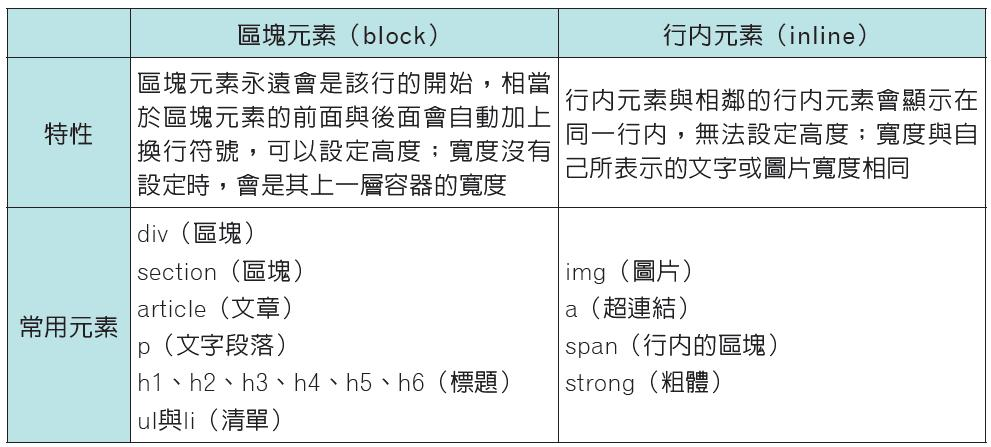 區塊元素（block）
行內元素（inline）
特性
區塊元素永遠會是該行的開始，相當
於區塊元素的前面與後面會自動加上
換行符號，可以設定高度；寬度沒有
設定時，會是其上一層容器的寬度
行內元素與相鄰的行內元素會顯示在
同一行內，無法設定高度；寬度與自
己所表示的文字或圖片寬度相同
常用元素
div（區塊）
section（區塊）
article（文章）
p（文字段落）
h1、h2、h3、h4、h5、h6（標題）
ul與li（清單）
img（圖片）
a（超連結）
span（行內的區塊）
strong（粗體）